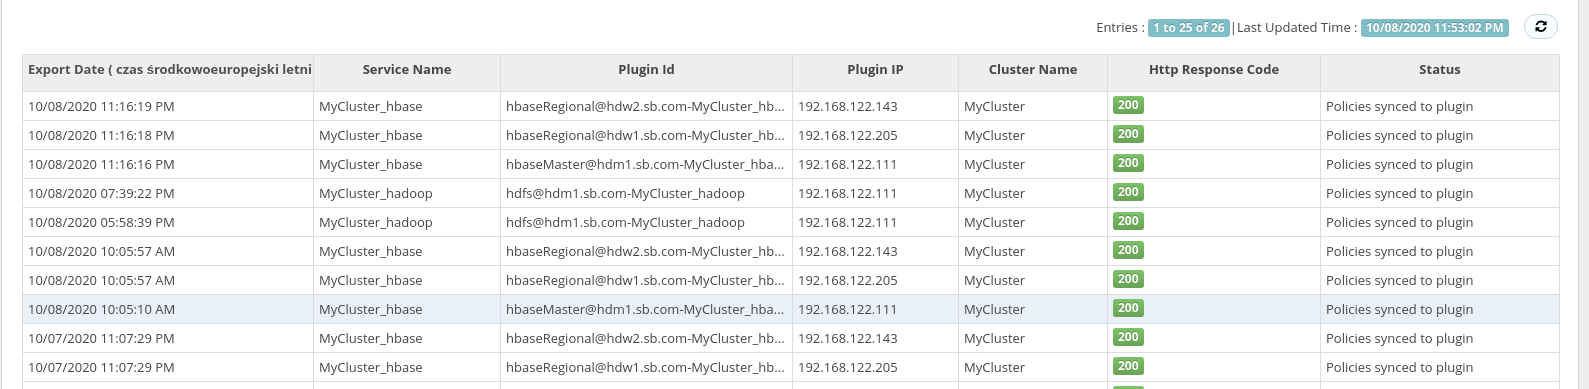 Entries : 1 to 25 of 26 | Last Updated Time : 10/08/2020 11:53:02 PM
Export Date ( czas środkowoeuropejski letni Service Name Plugin Id Plugin IP Cluster Name Http Response Code Status
10/08/2020 11:16:19 PM MyCluster_hbase hbaseRegional@hdw2.sb.com-MyCluster_hb... 192.168.122.143 MyCluster 200 Policies synced to plugin
10/08/2020 11:16:18 PM MyCluster_hbase hbaseRegional@hdw1.sb.com-MyCluster_hb... 192.168.122.205 MyCluster 200 Policies synced to plugin
10/08/2020 11:16:16 PM MyCluster_hbase hbaseMaster@hdm1.sb.com-MyCluster_hba... 192.168.122.111 MyCluster 200 Policies synced to plugin
10/08/2020 07:39:22 PM MyCluster_hadoop hdfs@hdm1.sb.com-MyCluster_hadoop 192.168.122.111 MyCluster 200 Policies synced to plugin
10/08/2020 05:58:39 PM MyCluster_hadoop hdfs@hdm1.sb.com-MyCluster_hadoop 192.168.122.111 MyCluster 200 Policies synced to plugin
10/08/2020 10:05:57 AM MyCluster_hbase hbaseRegional@hdw2.sb.com-MyCluster_hb... 192.168.122.143 MyCluster 200 Policies synced to plugin
10/08/2020 10:05:57 AM MyCluster_hbase hbaseRegional@hdw1.sb.com-MyCluster_hb... 192.168.122.205 MyCluster 200 Policies synced to plugin
10/08/2020 10:05:10 AM MyCluster_hbase hbaseMaster@hdm1.sb.com-MyCluster_hba... 192.168.122.111 MyCluster 200 Policies synced to plugin
10/07/2020 11:07:29 PM MyCluster_hbase hbaseRegional@hdw2.sb.com-MyCluster_hb... 192.168.122.143 MyCluster 200 Policies synced to plugin
10/07/2020 11:07:29 PM MyCluster_hbase hbaseRegional@hdw1.sb.com-MyCluster_hb... 192.168.122.205 MyCluster 200 Policies synced to plugin